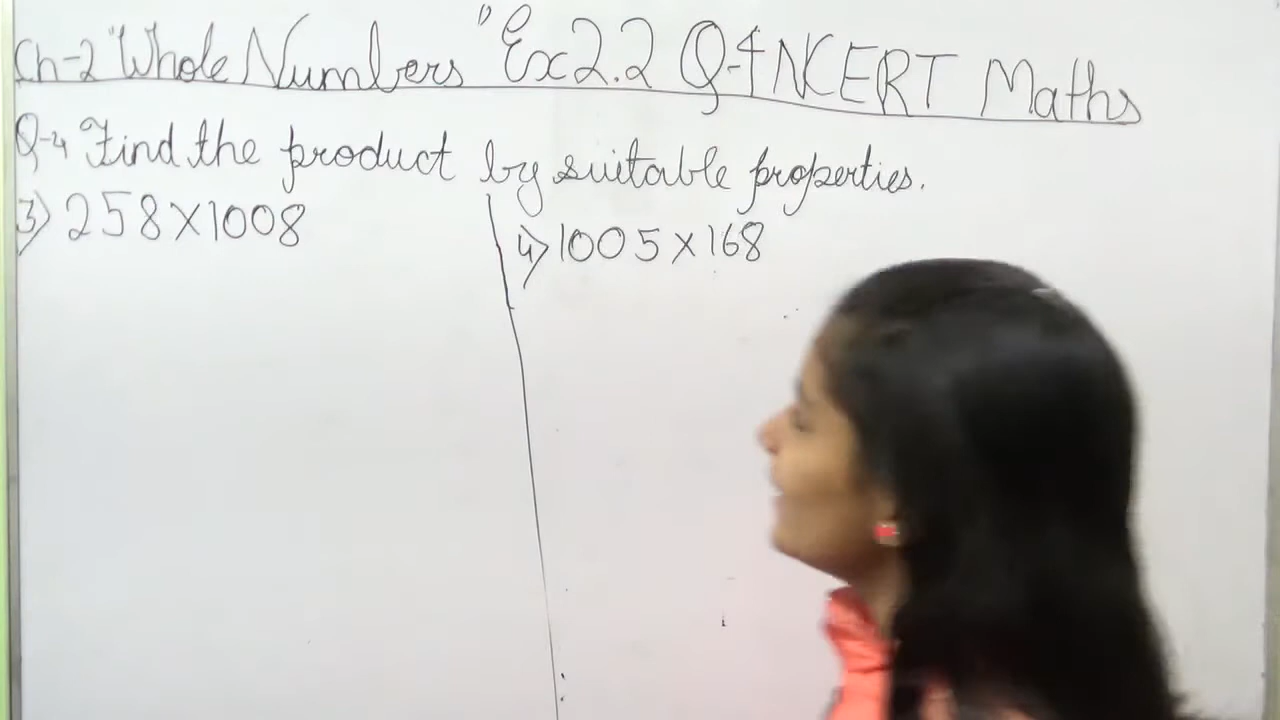 Ch-2 "Whole Numbers" Ex 2.2 Q-4 NCERT Maths
Q-4 Find the product by suitable properties.
3) 258×1008 4) 1005×168